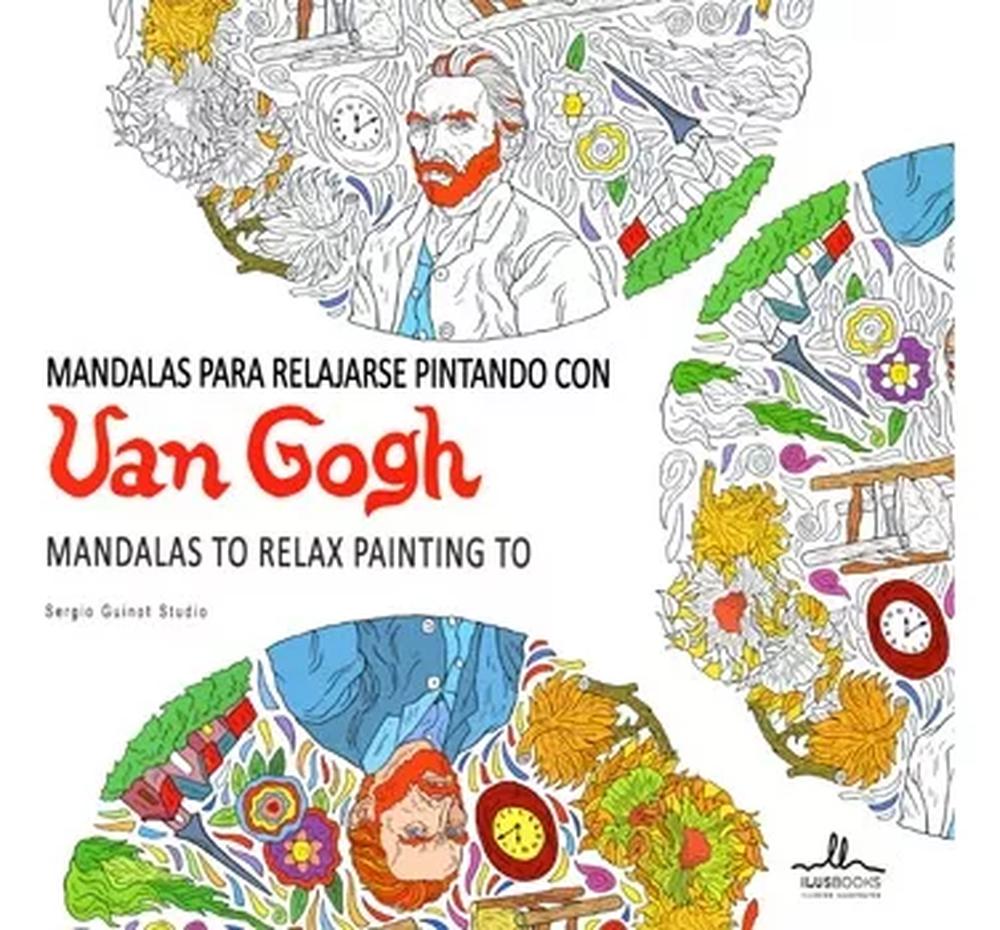 MANDALAS PARA RELAJARSE PINTANDO CON
Van Gogh
MANDALAS TO RELAX PAINTING TO
Sergio Guinot Studio
ILUSBOOKS